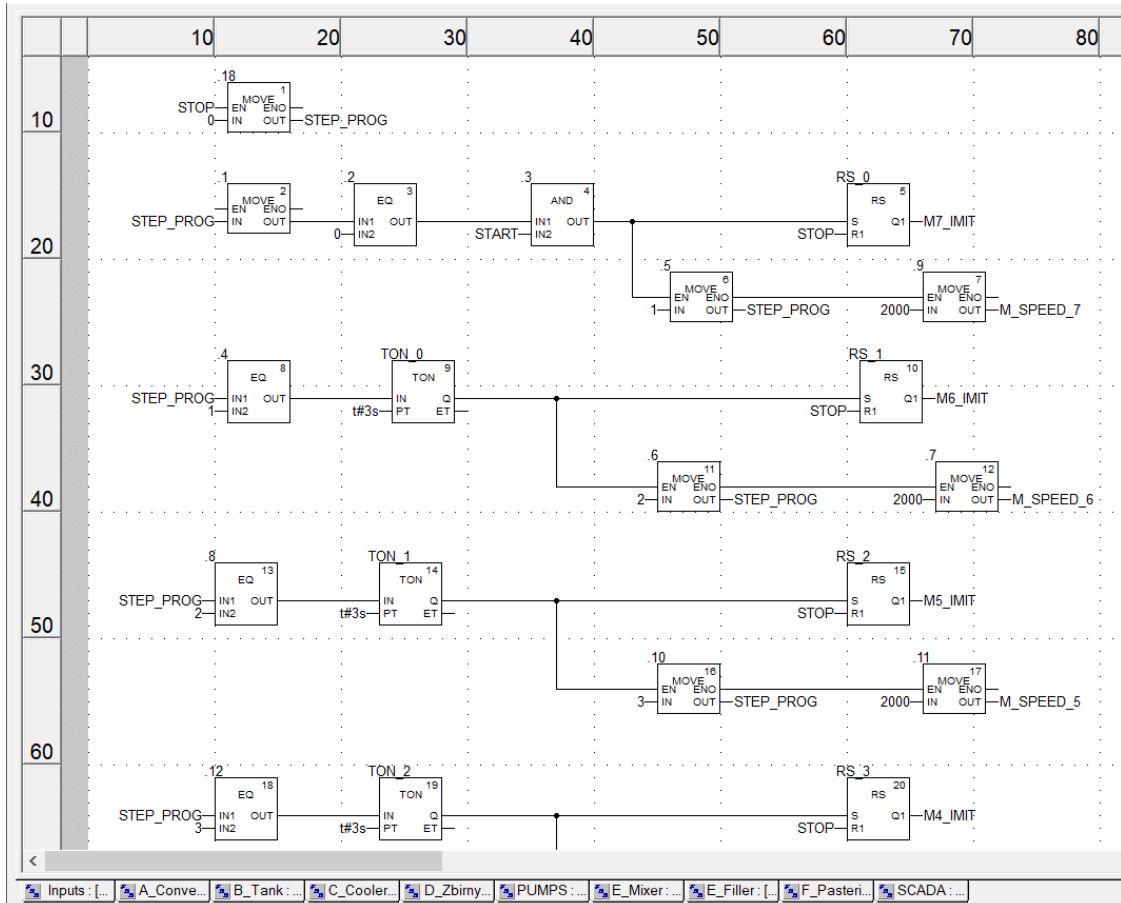 10 20 30 40 50 60 70 80
10
20
30
40
50
60
.18
MOVE 1
STOP EN ENO
0 IN OUT STEP_PROG
.1 .2 .3 RS_0
MOVE 2 EQ 3 AND 4 RS 5
EN ENO
STEP_PROG IN OUT IN1 OUT IN1 OUT S Q1 M7_IMIT
0 IN2 START IN2 STOP R1
.5 .9
MOVE 6 MOVE 7
EN ENO EN ENO
1 IN OUT STEP_PROG 2000 IN OUT M_SPEED_7
.4 TON_0 RS_1
EQ 8 TON 9 RS 10
STEP_PROG IN1 OUT IN Q S Q1 M6_IMIT
1 IN2 t#3s PT ET STOP R1
.6 .7
MOVE 11 MOVE 12
EN ENO EN ENO
2 IN OUT STEP_PROG 2000 IN OUT M_SPEED_6
.8 TON_1 RS_2
EQ 13 TON 14 RS 15
STEP_PROG IN1 OUT IN Q S Q1 M5_IMIT
2 IN2 t#3s PT ET STOP R1
.10 .11
MOVE 16 MOVE 17
EN ENO EN ENO
3 IN OUT STEP_PROG 2000 IN OUT M_SPEED_5
.12 TON_2 RS_3
EQ 18 TON 19 RS 20
STEP_PROG IN1 OUT IN Q S Q1 M4_IMIT
3 IN2 t#3s PT ET STOP R1
Inputs : [... A_Conve... B_Tank : ... C_Cooler... D_Zbirny... PUMPS : ... E_Mixer : ... E_Filler : [... F_Pasteri... SCADA : ...